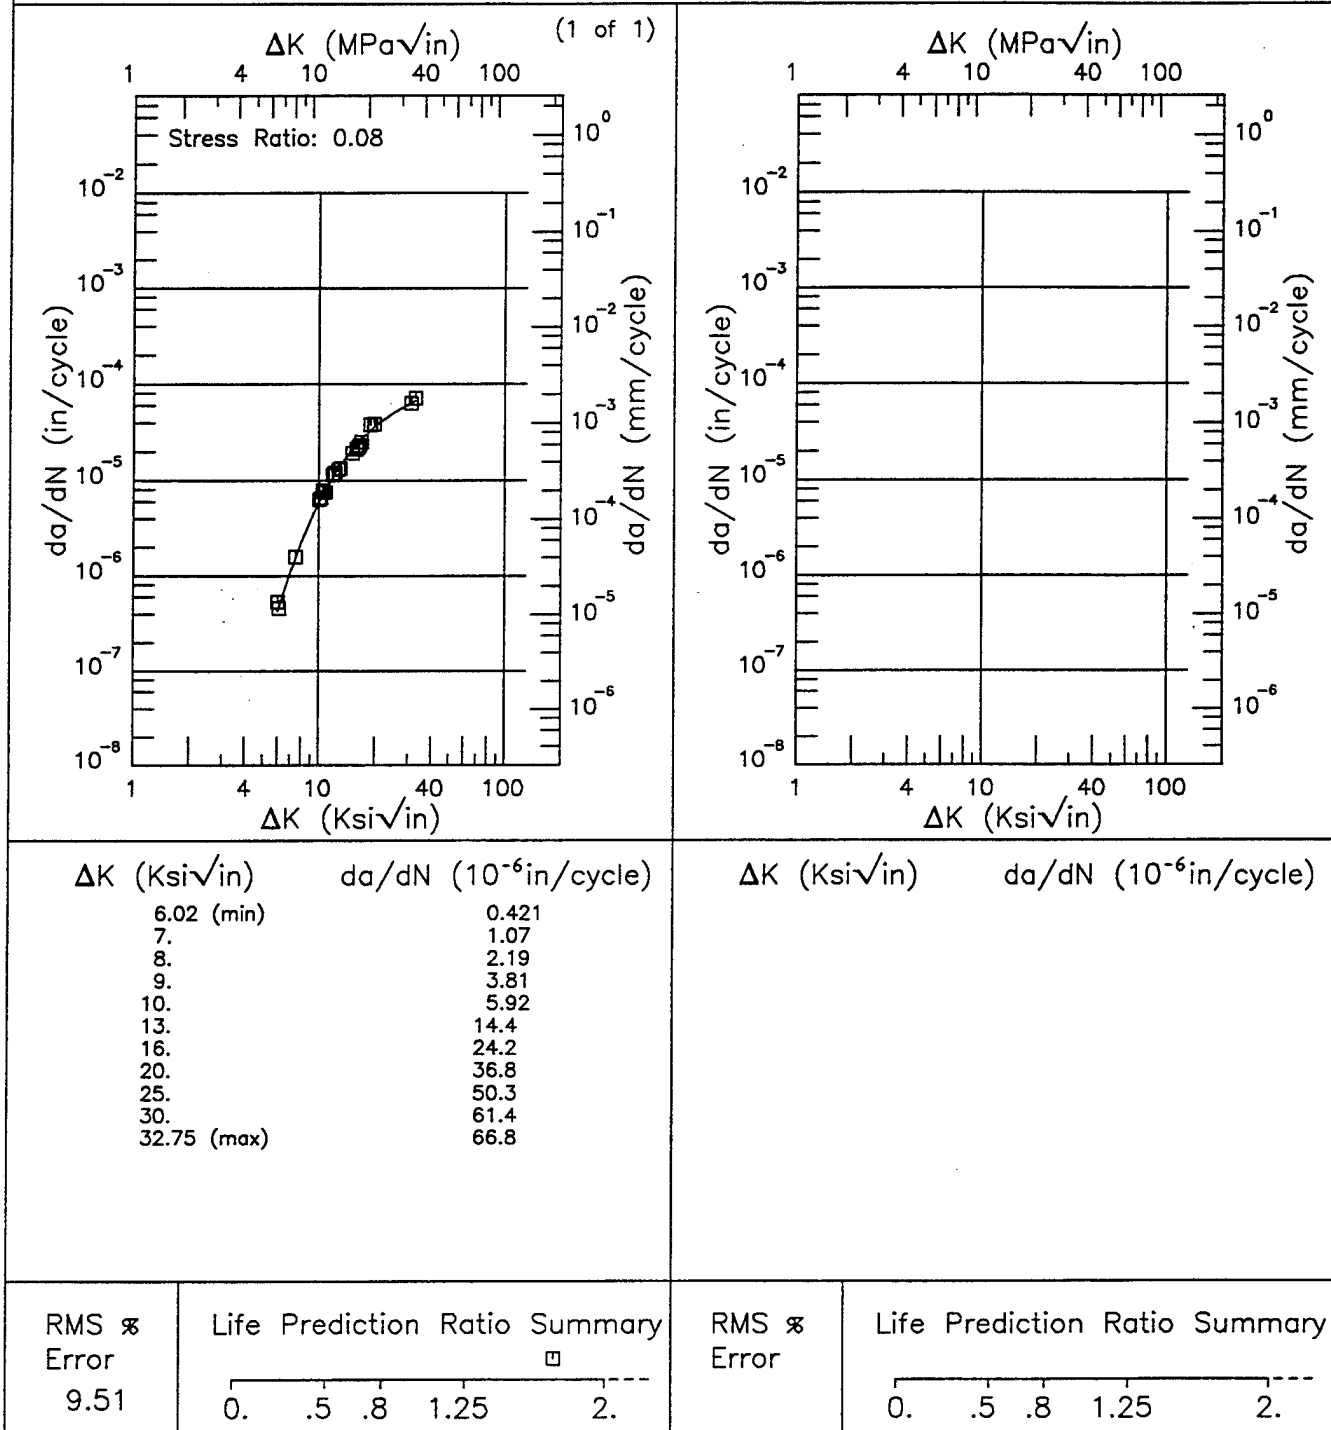 (1 of 1)
ΔK (MPa√in)
1 4 10 40 100
Stress Ratio: 0.08
10⁰
10⁻¹
10⁻²
10⁻³
10⁻⁴
10⁻⁵
10⁻⁶
da/dN (mm/cycle)
10⁻²
10⁻³
10⁻⁴
10⁻⁵
10⁻⁶
10⁻⁷
10⁻⁸
da/dN (in/cycle)
1 4 10 40 100
ΔK (Ksi√in)
ΔK (MPa√in)
1 4 10 40 100
10⁰
10⁻¹
10⁻²
10⁻³
10⁻⁴
10⁻⁵
10⁻⁶
da/dN (mm/cycle)
10⁻²
10⁻³
10⁻⁴
10⁻⁵
10⁻⁶
10⁻⁷
10⁻⁸
da/dN (in/cycle)
1 4 10 40 100
ΔK (Ksi√in)
ΔK (Ksi√in) da/dN (10⁻⁶in/cycle)
6.02 (min) 0.421
7. 1.07
8. 2.19
9. 3.81
10. 5.92
13. 14.4
16. 24.2
20. 36.8
25. 50.3
30. 61.4
32.75 (max) 66.8
ΔK (Ksi√in) da/dN (10⁻⁶in/cycle)
RMS %
Error
9.51
Life Prediction Ratio Summary
0. .5 .8 1.25 2.
RMS %
Error
Life Prediction Ratio Summary
0. .5 .8 1.25 2.